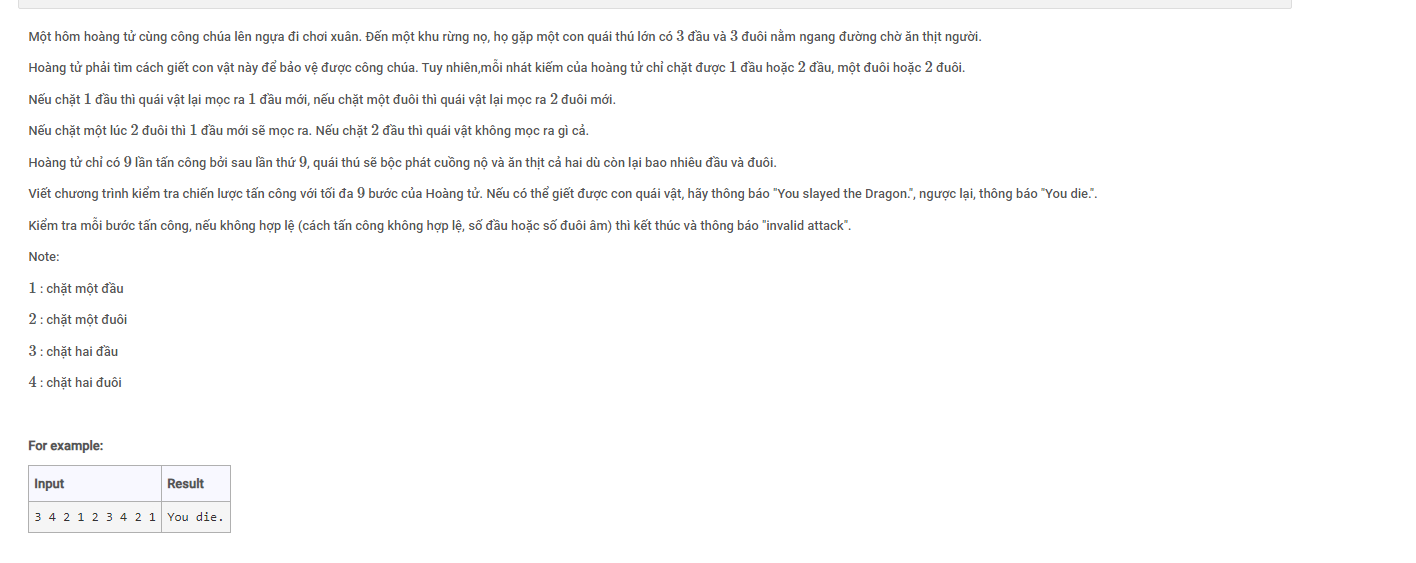 Một hôm hoàng tử cùng công chúa lên ngựa đi chơi xuân. Đến một khu rừng nọ, họ gặp một con quái thú lớn có 3 đầu và 3 đuôi nằm ngang đường chờ ăn thịt người.
Hoàng tử phải tìm cách giết con vật này để bảo vệ được công chúa. Tuy nhiên,mỗi nhát kiếm của hoàng tử chỉ chặt được 1 đầu hoặc 2 đầu, một đuôi hoặc 2 đuôi.
Nếu chặt 1 đầu thì quái vật lại mọc ra 1 đầu mới, nếu chặt một đuôi thì quái vật lại mọc ra 2 đuôi mới.
Nếu chặt một lúc 2 đuôi thì 1 đầu mới sẽ mọc ra. Nếu chặt 2 đầu thì quái vật không mọc ra gì cả.
Hoàng tử chỉ có 9 lần tấn công bởi sau lần thứ 9, quái thú sẽ bộc phát cuồng nộ và ăn thịt cả hai dù còn lại bao nhiêu đầu và đuôi.
Viết chương trình kiểm tra chiến lược tấn công với tối đa 9 bước của Hoàng tử. Nếu có thể giết được con quái vật, hãy thông báo "You slayed the Dragon.", ngược lại, thông báo "You die.".
Kiểm tra mỗi bước tấn công, nếu không hợp lệ (cách tấn công không hợp lệ, số đầu hoặc số đuôi âm) thì kết thúc và thông báo "invalid attack".
Note:
1 : chặt một đầu
2 : chặt một đuôi
3 : chặt hai đầu
4 : chặt hai đuôi
For example:
Input Result
3 4 2 1 2 3 4 2 1 You die.